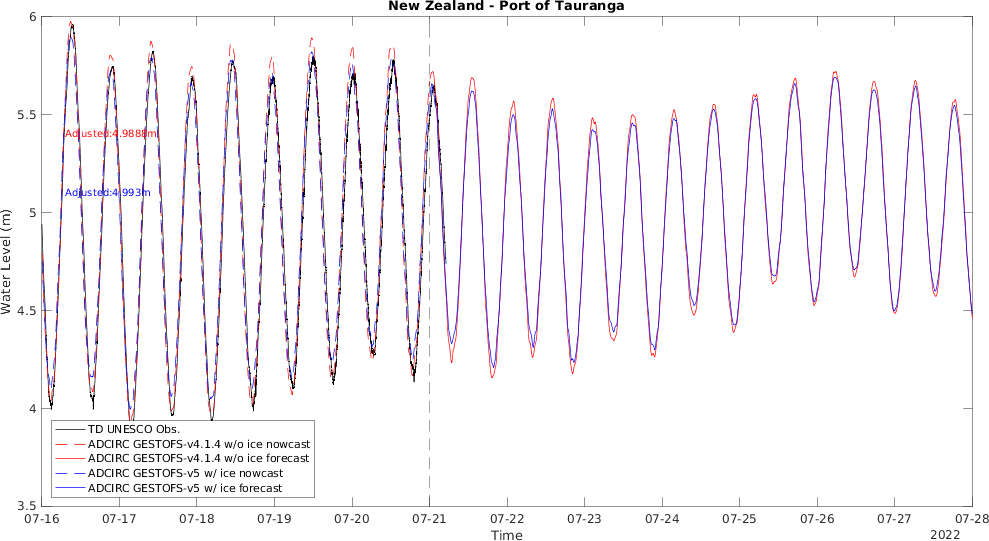 New Zealand - Port of Tauranga
6
5.5
5
4.5
4
3.5
Water Level (m)
Adjusted:4.9888m
Adjusted:4.993m
TD UNESCO Obs.
ADCIRC GESTOFS-v4.1.4 w/o ice nowcast
ADCIRC GESTOFS-v4.1.4 w/o ice forecast
ADCIRC GESTOFS-v5 w/ ice nowcast
ADCIRC GESTOFS-v5 w/ ice forecast
07-16 07-17 07-18 07-19 07-20 07-21 07-22 07-23 07-24 07-25 07-26 07-27 07-28
Time
2022